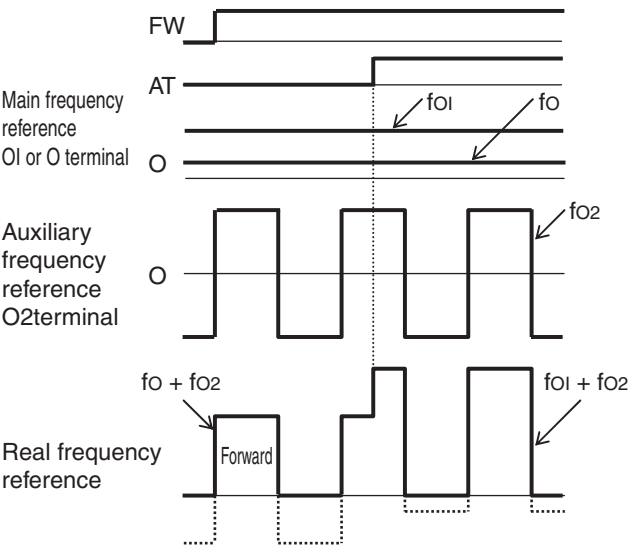 FW
AT
Main frequency
reference
OI or O terminal
fOI
fO
O
Auxiliary
frequency
reference
O2terminal
fO2
O
fO + fO2
fOI + fO2
Real frequency
reference
Forward